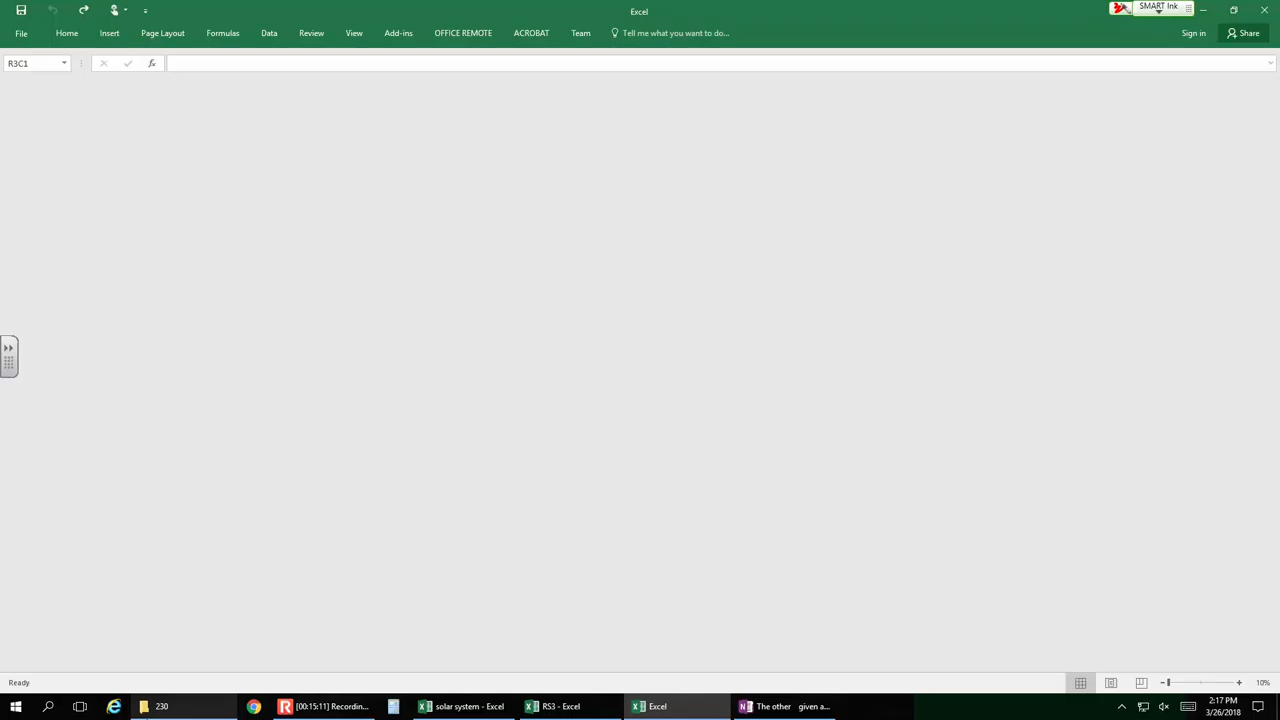 Excel
SMART Ink
File Home Insert Page Layout Formulas Data Review View Add-ins OFFICE REMOTE ACROBAT Team Tell me what you want to do... Sign in Share
R3C1 fx
Ready 10%
230 [00:15:11] Recordin... solar system - Excel RS3 - Excel Excel The other given a... 2:17 PM
3/26/2018